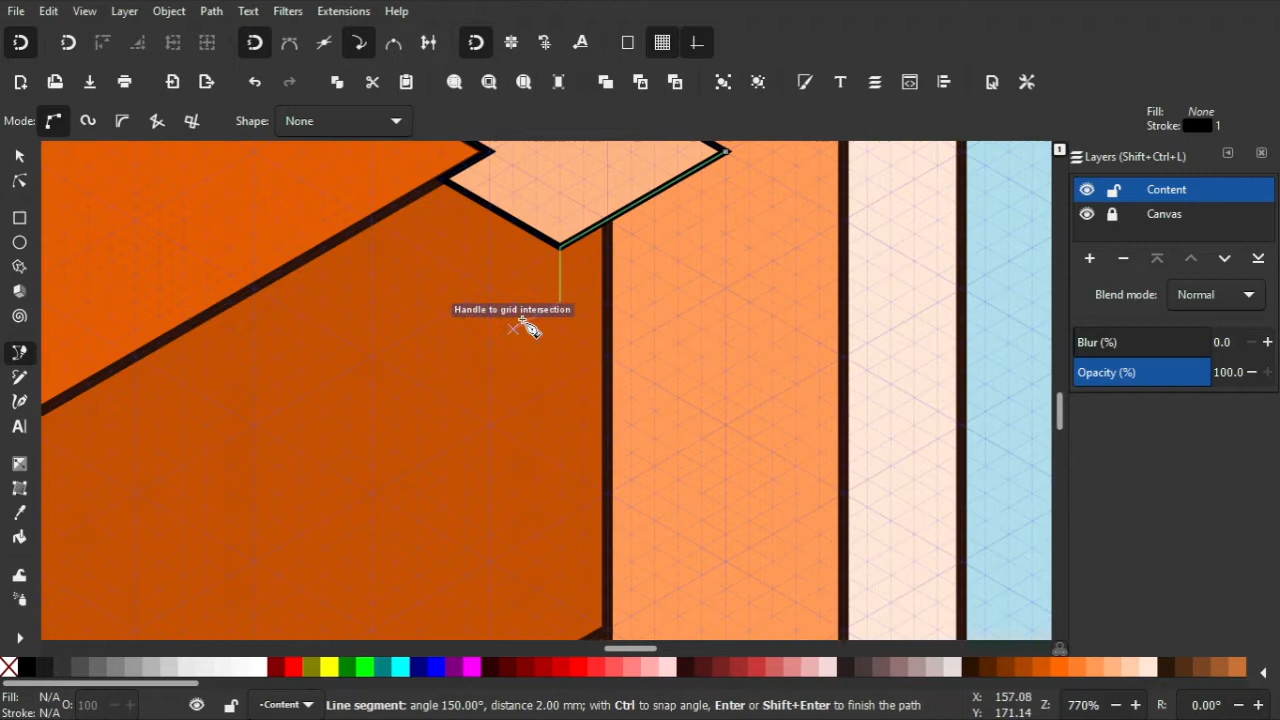 File Edit View Layer Object Path Text Filters Extensions Help
Mode: Shape: None Fill: None
Stroke: 1
1 Layers (Shift+Ctrl+L)
Content
Canvas
Blend mode: Normal
Blur (%) 0.0
Opacity (%) 100.0
Handle to grid intersection
Fill: N/A O: 100 -Content Line segment: angle 150.00°, distance 2.00 mm; with Ctrl to snap angle, Enter or Shift+Enter to finish the path X: 157.08 Z: 770% R: 0.00°
Stroke: N/A Y: 171.14